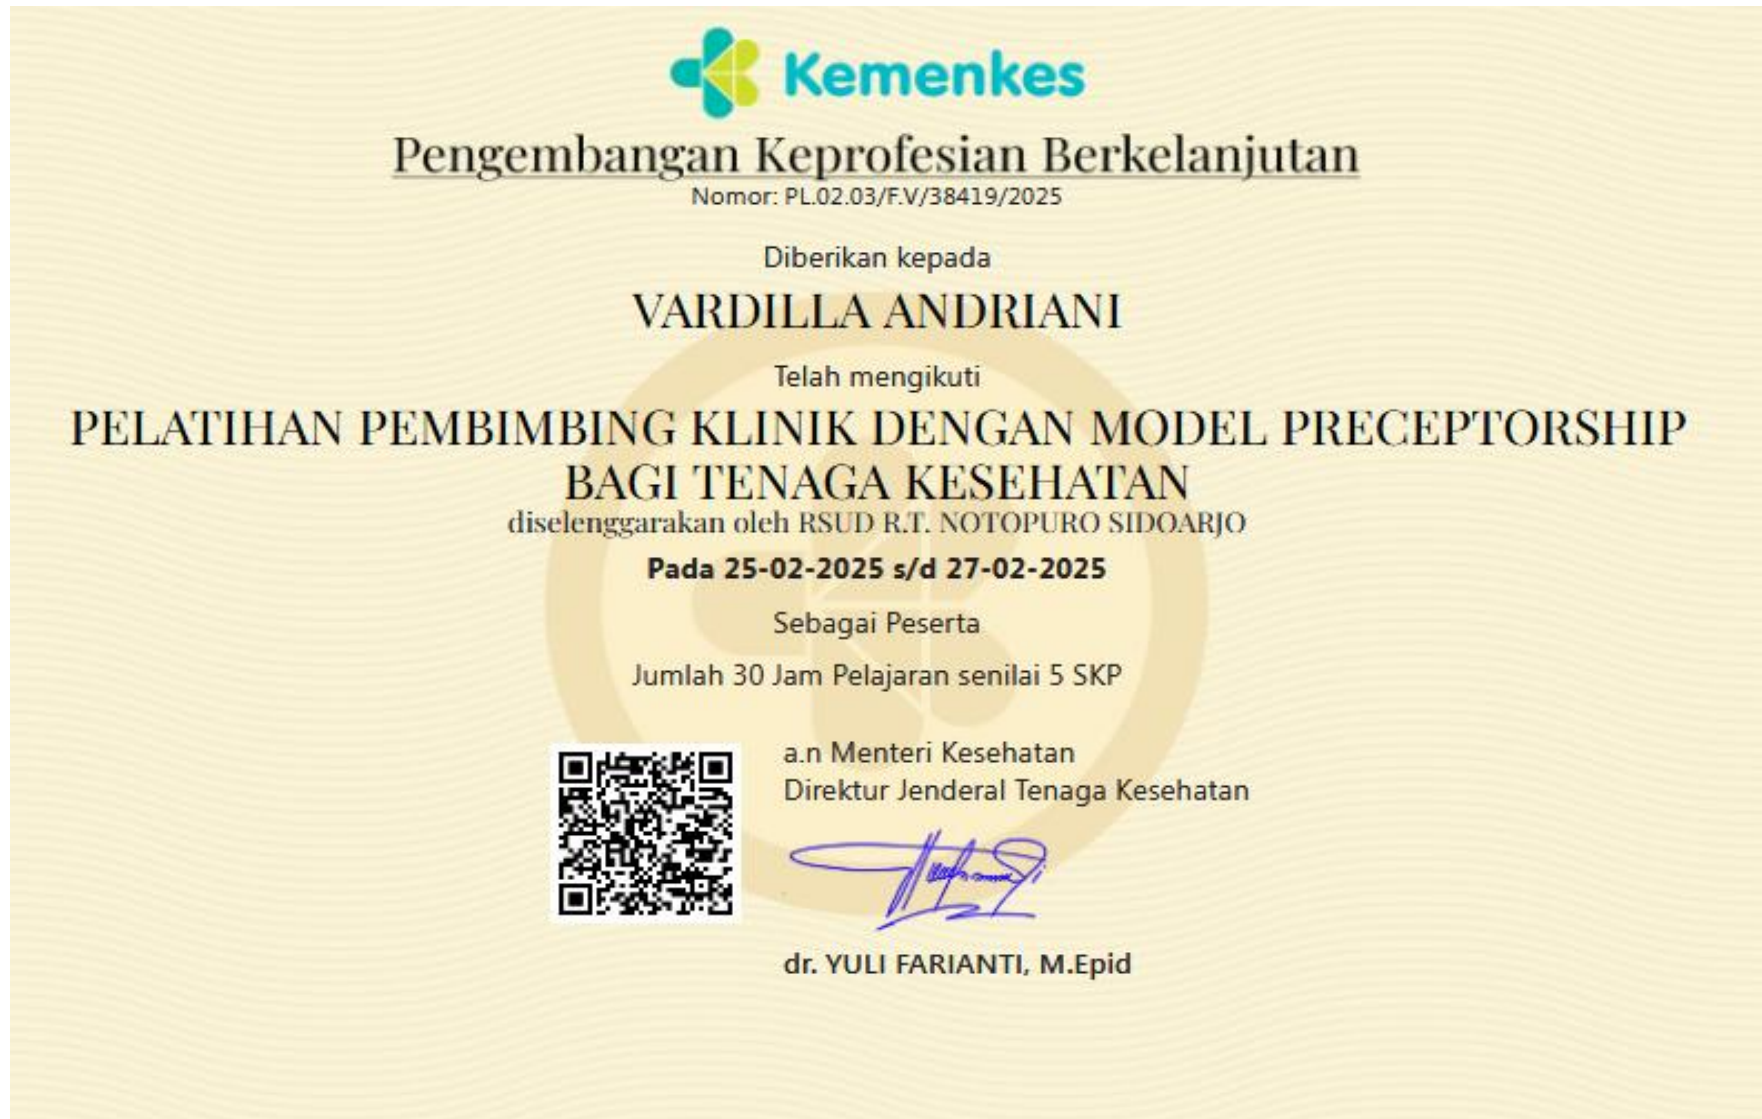 Kemenkes
Pengembangan Keprofesian Berkelanjutan
Nomor: PL.02.03/F.V/38419/2025
Diberikan kepada
VARDILLA ANDRIANI
Telah mengikuti
PELATIHAN PEMBIMBING KLINIK DENGAN MODEL PRECEPTORSHIP
BAGI TENAGA KESEHATAN
diselenggarakan oleh RSUD R.T. NOTOPURO SIDOARJO
Pada 25-02-2025 s/d 27-02-2025
Sebagai Peserta
Jumlah 30 Jam Pelajaran senilai 5 SKP
a.n Menteri Kesehatan
Direktur Jenderal Tenaga Kesehatan
dr. YULI FARIANTI, M.Epid